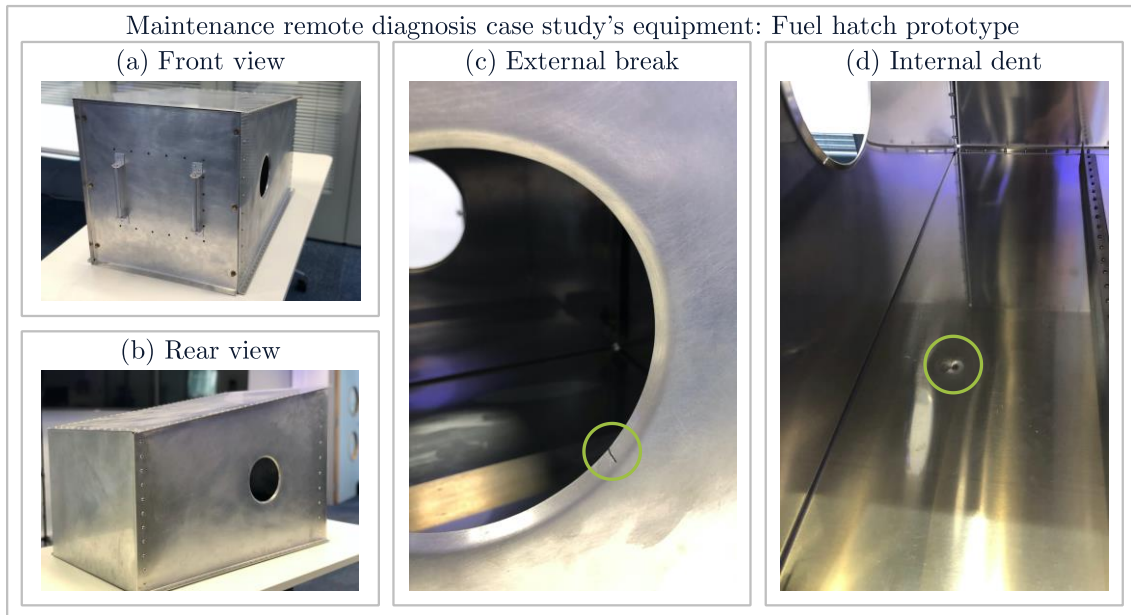 Maintenance remote diagnosis case study's equipment: Fuel hatch prototype
(a) Front view
(c) External break
(d) Internal dent
(b) Rear view